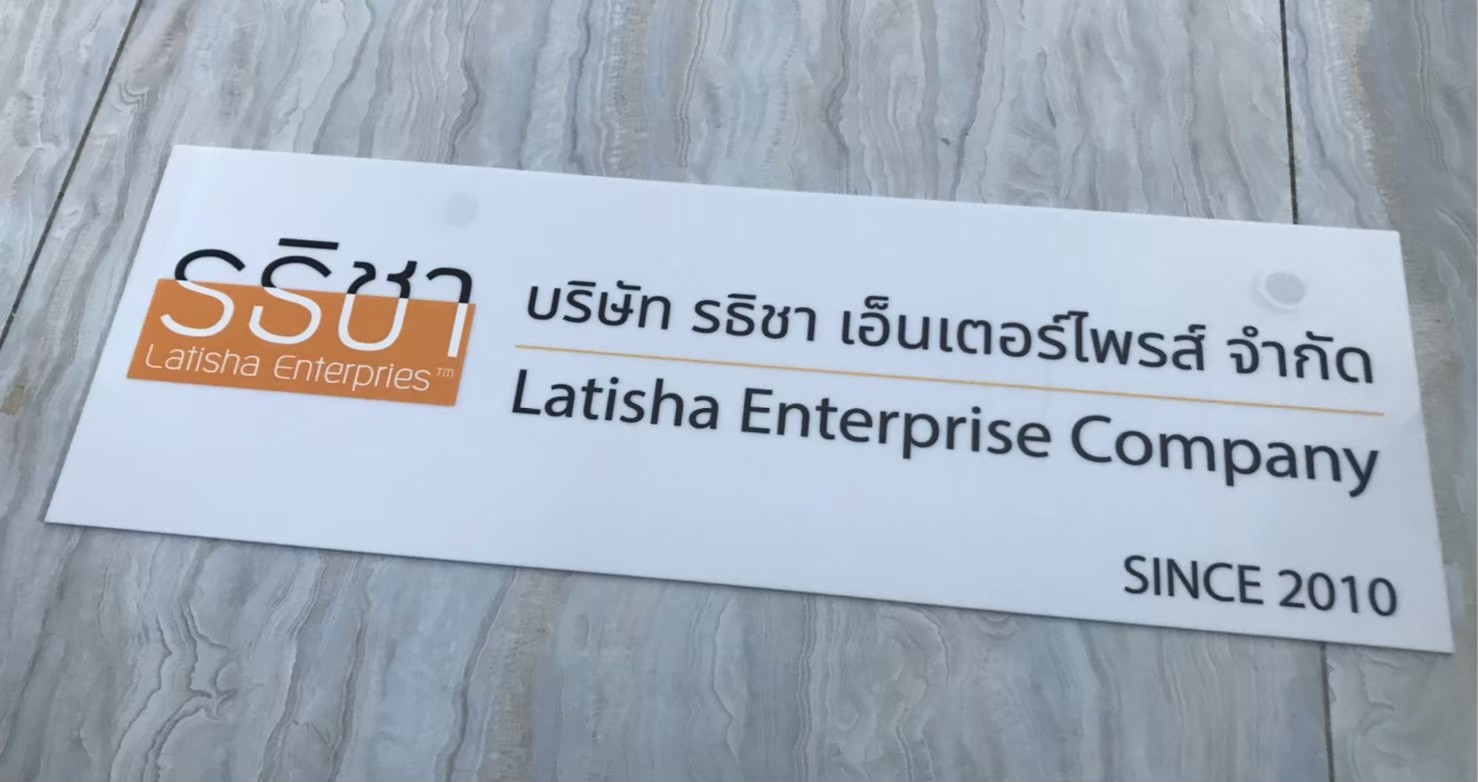 รธิชา
Latisha Enterpries™
บริษัท รธิชา เอ็นเตอร์ไพรส์ จำกัด
Latisha Enterprise Company
SINCE 2010